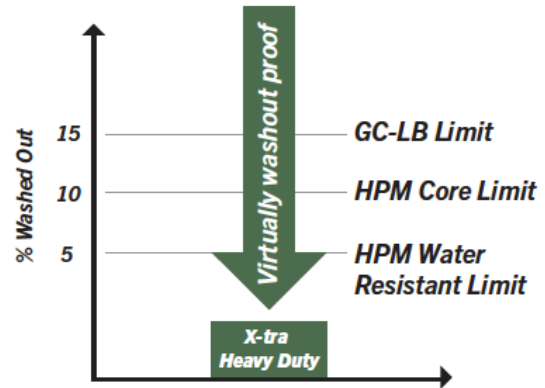 Virtually washout proof
% Washed Out
15
GC-LB Limit
10
HPM Core Limit
5
HPM Water
Resistant Limit
X-tra
Heavy Duty